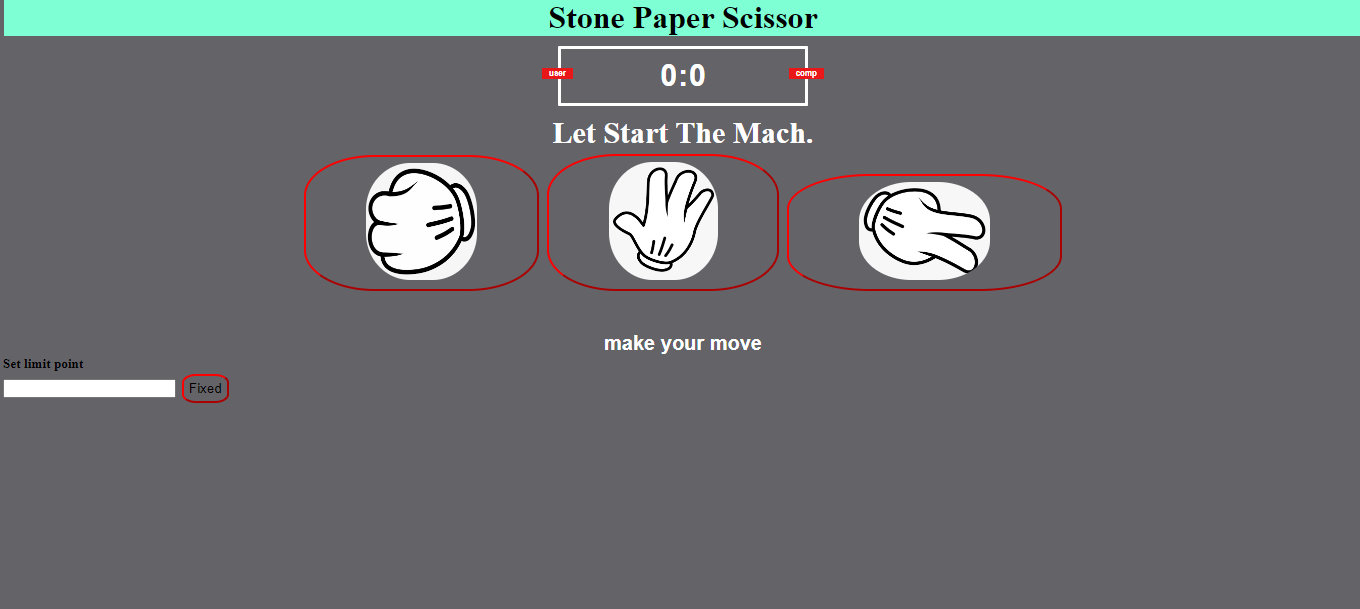 Stone Paper Scissor
user 0:0 comp
Let Start The Mach.
make your move
Set limit point
Fixed